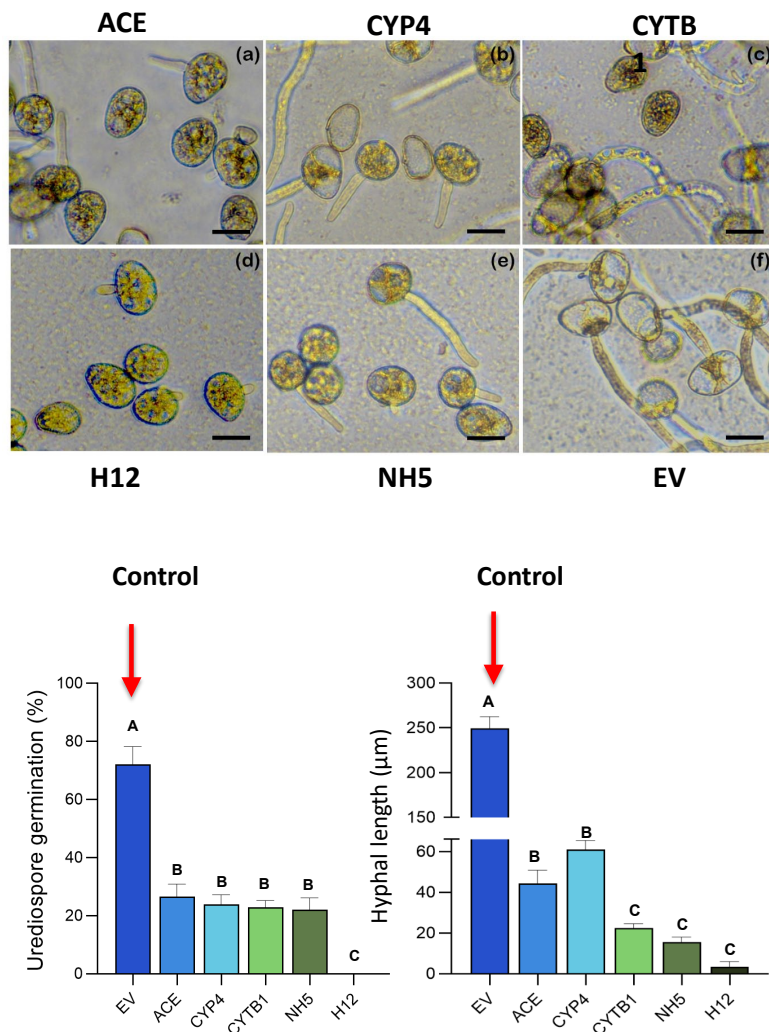 ACE CYP4 CYTB
1
(a) (b) (c)
(d) (e) (f)
H12 NH5 EV
Control
Urediospore germination (%)
100
80
60
40
20
0
A
B
B
B
B
C
EV
ACE
CYP4
CYTB1
NH5
H12
Control
Hyphal length (μm)
300
250
200
150
60
40
20
0
A
B
B
C
C
C
EV
ACE
CYP4
CYTB1
NH5
H12